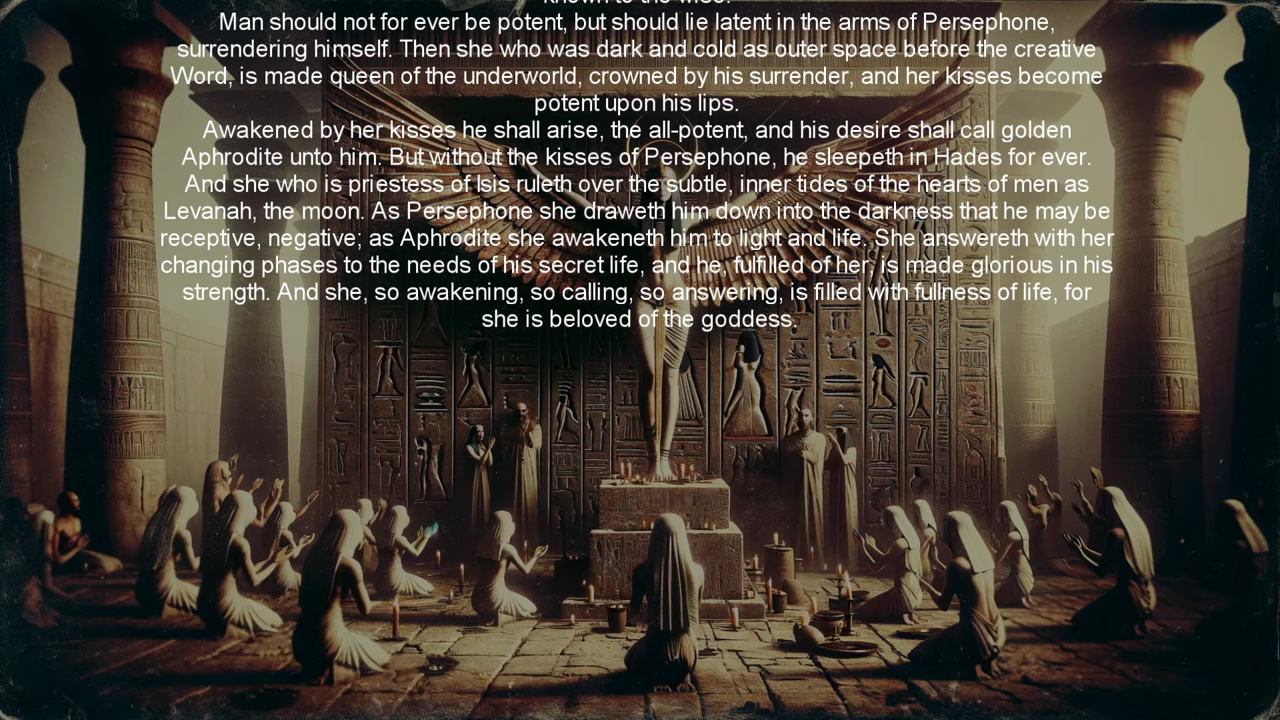 known to the wise.
Man should not for ever be potent, but should lie latent in the arms of Persephone,
surrendering himself. Then she who was dark and cold as outer space before the creative
Word, is made queen of the underworld, crowned by his surrender, and her kisses become
potent upon his lips.
Awakened by her kisses he shall arise, the all-potent, and his desire shall call golden
Aphrodite unto him. But without the kisses of Persephone, he sleepeth in Hades for ever.
And she who is priestess of Isis ruleth over the subtle, inner tides of the hearts of men as
Levanah, the moon. As Persephone she draweth him down into the darkness that he may be
receptive, negative; as Aphrodite she awakeneth him to light and life. She answereth with her
changing phases to the needs of his secret life, and he, fulfilled of her, is made glorious in his
strength. And she, so awakening, so calling, so answering, is filled with fullness of life, for
she is beloved of the goddess.